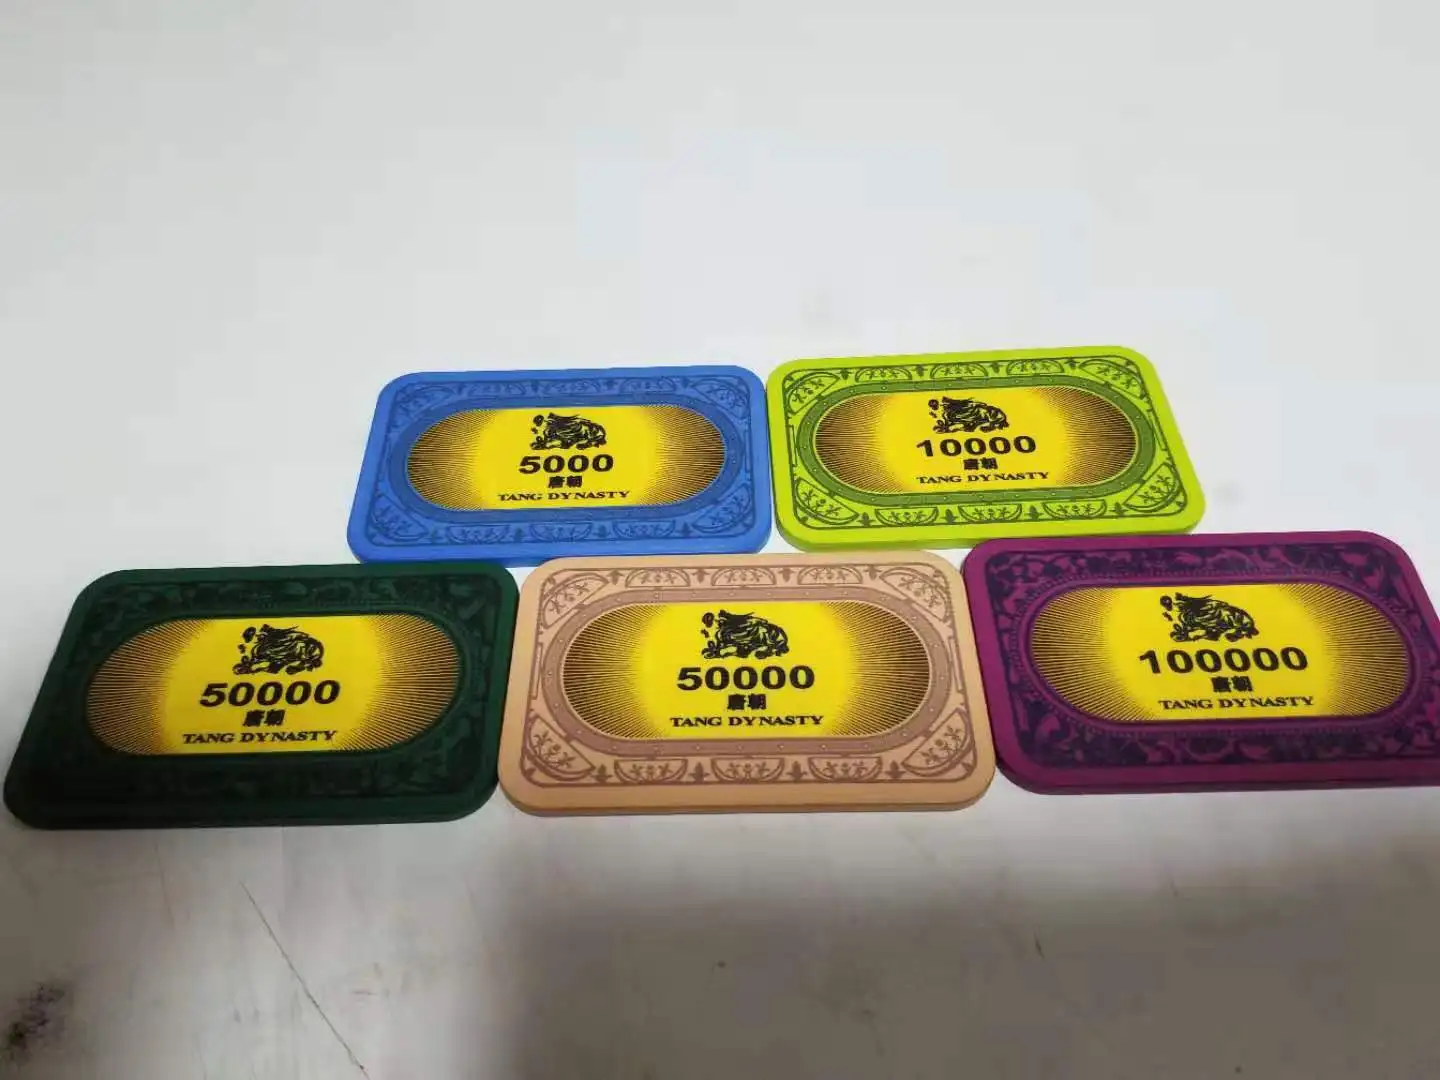 5000
唐朝
TANG DYNASTY
10000
唐朝
TANG DYNASTY
50000
唐朝
TANG DYNASTY
50000
唐朝
TANG DYNASTY
100000
唐朝
TANG DYNASTY